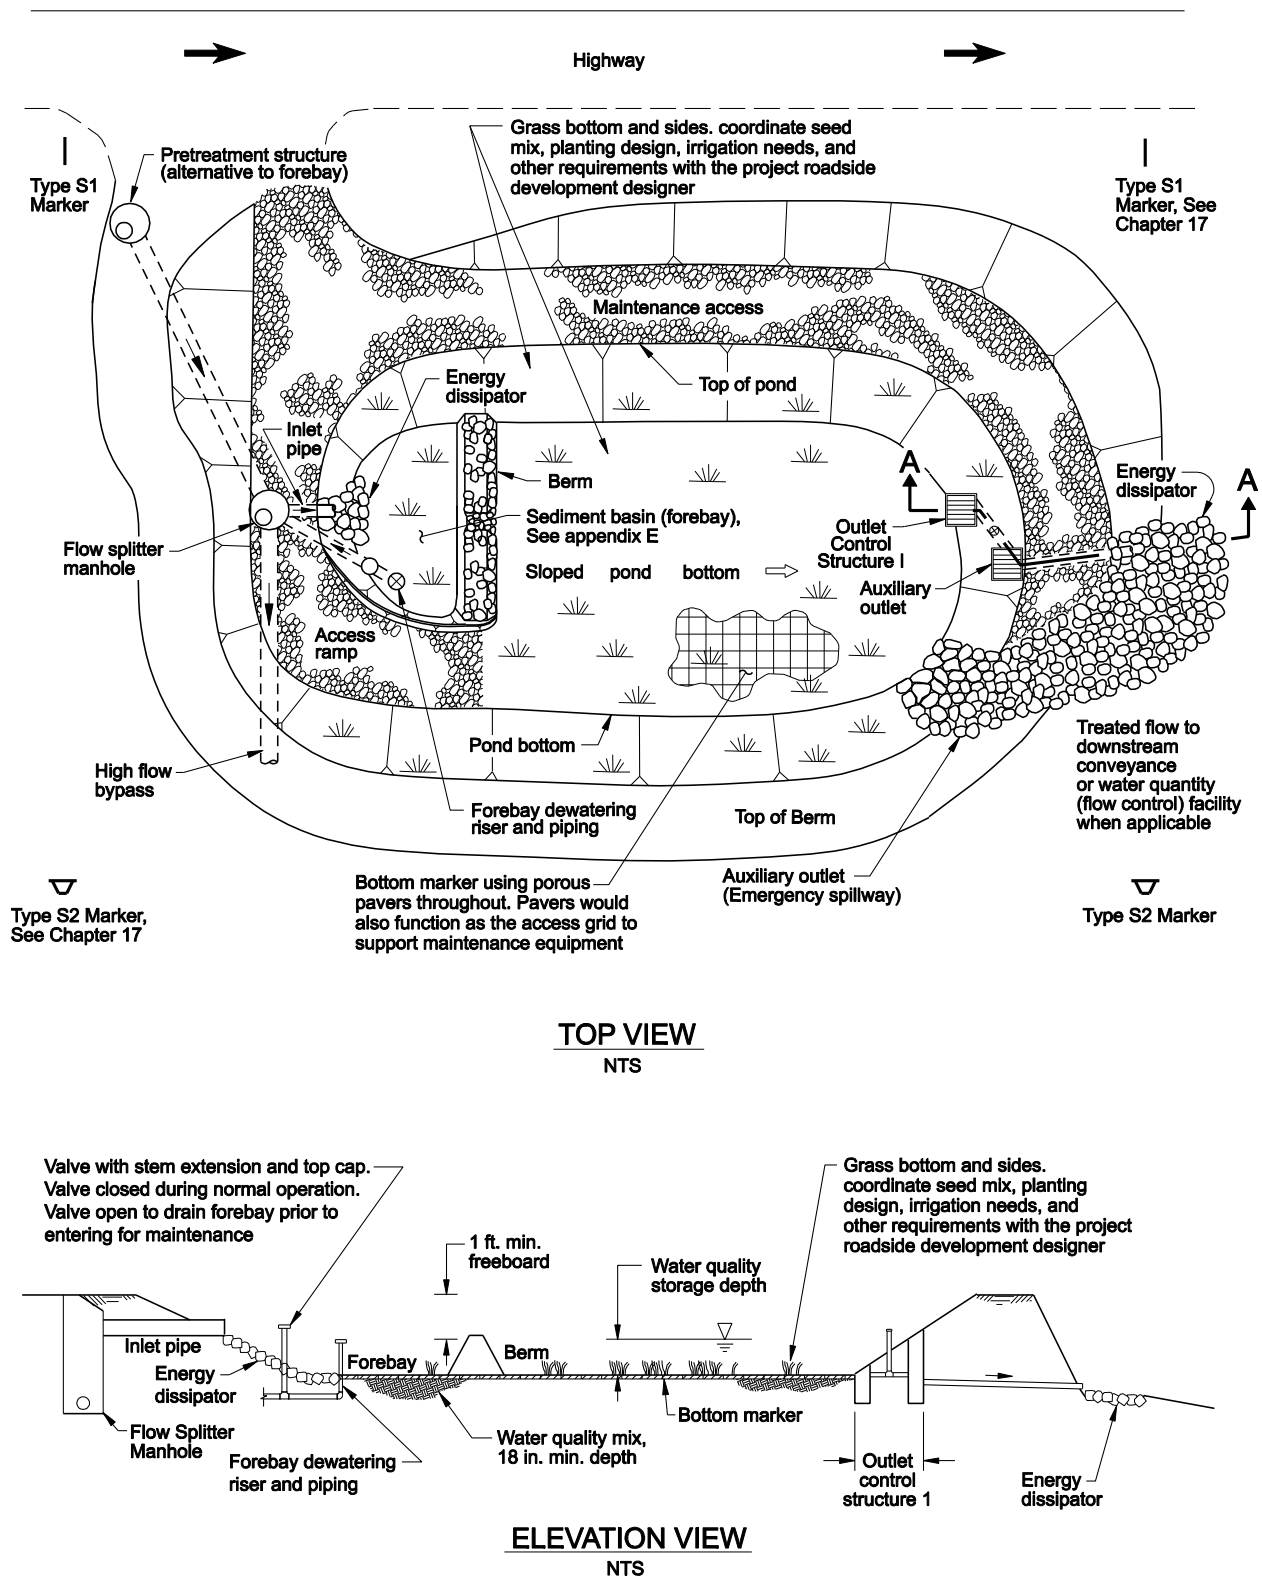 Highway
Grass bottom and sides. coordinate seed
mix, planting design, irrigation needs, and
other requirements with the project roadside
development designer
Pretreatment structure
(alternative to forebay)
Type S1
Marker
Type S1
Marker, See
Chapter 17
Maintenance access
Top of pond
Energy
dissipator
Inlet
pipe
Berm
Sediment basin (forebay),
See appendix E
Sloped pond bottom
A
A
Energy
dissipator
Outlet
Control
Structure I
Auxiliary
outlet
Flow splitter
manhole
Access
ramp
Pond bottom
High flow
bypass
Forebay dewatering
riser and piping
Top of Berm
Treated flow to
downstream
conveyance
or water quantity
(flow control) facility
when applicable
Bottom marker using porous
pavers throughout. Pavers would
also function as the access grid to
support maintenance equipment
Auxiliary outlet
(Emergency spillway)
Type S2 Marker,
See Chapter 17
Type S2 Marker
TOP VIEW
NTS
Valve with stem extension and top cap.
Valve closed during normal operation.
Valve open to drain forebay prior to
entering for maintenance
1 ft. min.
freeboard
Water quality
storage depth
Grass bottom and sides.
coordinate seed mix, planting
design, irrigation needs, and
other requirements with the project
roadside development designer
Inlet pipe
Energy
dissipator
Forebay
Berm
Flow Splitter
Manhole
Forebay dewatering
riser and piping
Water quality mix,
18 in. min. depth
Bottom marker
Outlet
control
structure 1
Energy
dissipator
ELEVATION VIEW
NTS